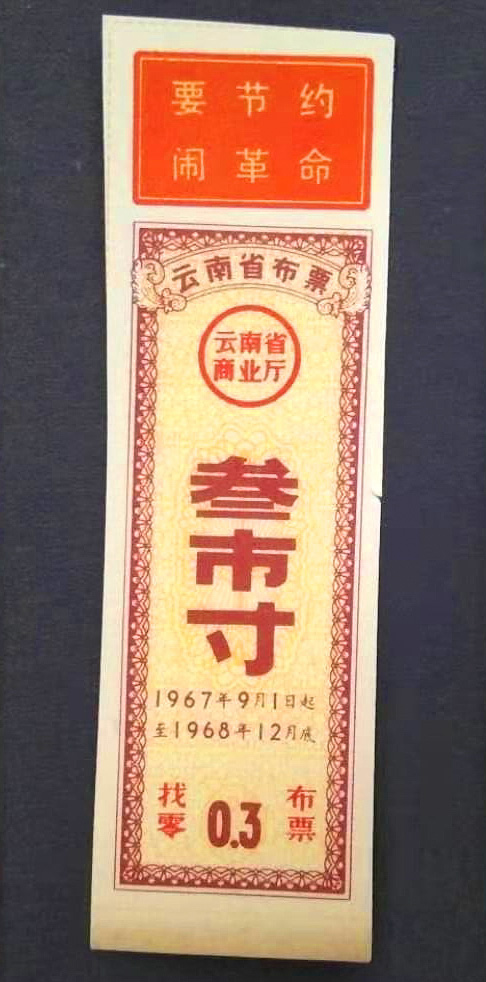 要节约
闹革命
云南省布票
云南省
商业厅
叁市寸
1967年9月1日起
至1968年12月底
找零
0.3
布票